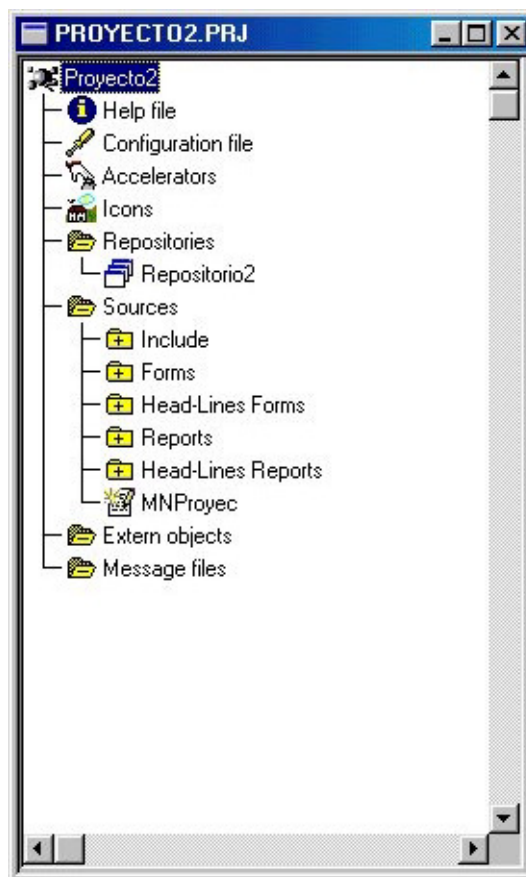 PROYECTO2.PRJ
Proyecto2
Help file
Configuration file
Accelerators
Icons
Repositories
Repositorio2
Sources
Include
Forms
Head-Lines Forms
Reports
Head-Lines Reports
MNProyec
Extern objects
Message files